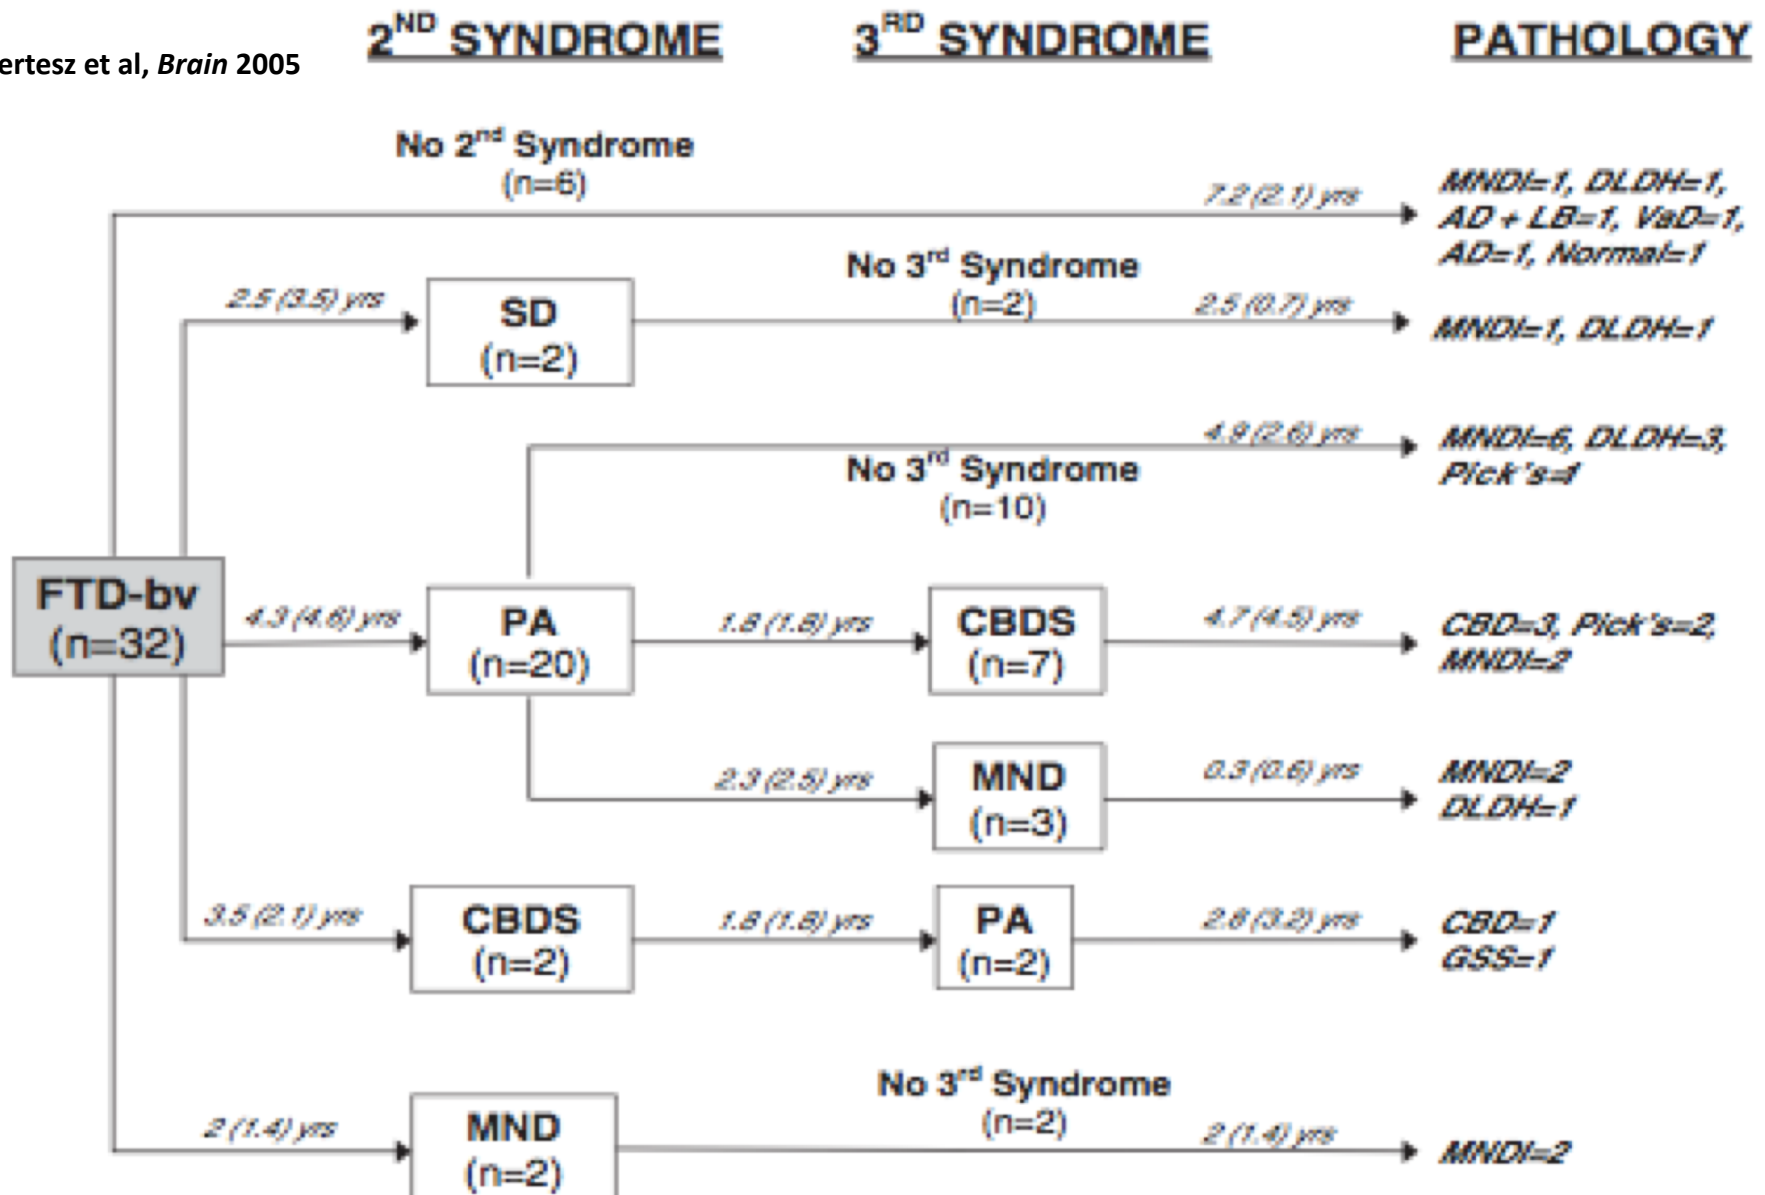 2ND SYNDROME
3RD SYNDROME
PATHOLOGY
ertesz et al, Brain 2005
No 2nd Syndrome
(n=6)
7.2 (2.1) yrs
MNDI=1, DLDH=1,
AD + LB=1, VaD=1,
AD=1, Normal=1
2.5 (3.5) yrs
SD
(n=2)
No 3rd Syndrome
(n=2)
2.5 (0.7) yrs
MNDI=1, DLDH=1
4.9 (2.6) yrs
No 3rd Syndrome
(n=10)
MNDI=6, DLDH=3,
Pick's=1
FTD-bv
(n=32)
4.3 (4.6) yrs
PA
(n=20)
1.8 (1.8) yrs
CBDS
(n=7)
4.7 (4.5) yrs
CBD=3, Pick's=2,
MNDI=2
2.3 (2.5) yrs
MND
(n=3)
0.3 (0.6) yrs
MNDI=2
DLDH=1
3.5 (2.1) yrs
CBDS
(n=2)
1.8 (1.8) yrs
PA
(n=2)
2.8 (3.2) yrs
CBD=1
GSS=1
2 (1.4) yrs
MND
(n=2)
No 3rd Syndrome
(n=2)
2 (1.4) yrs
MNDI=2